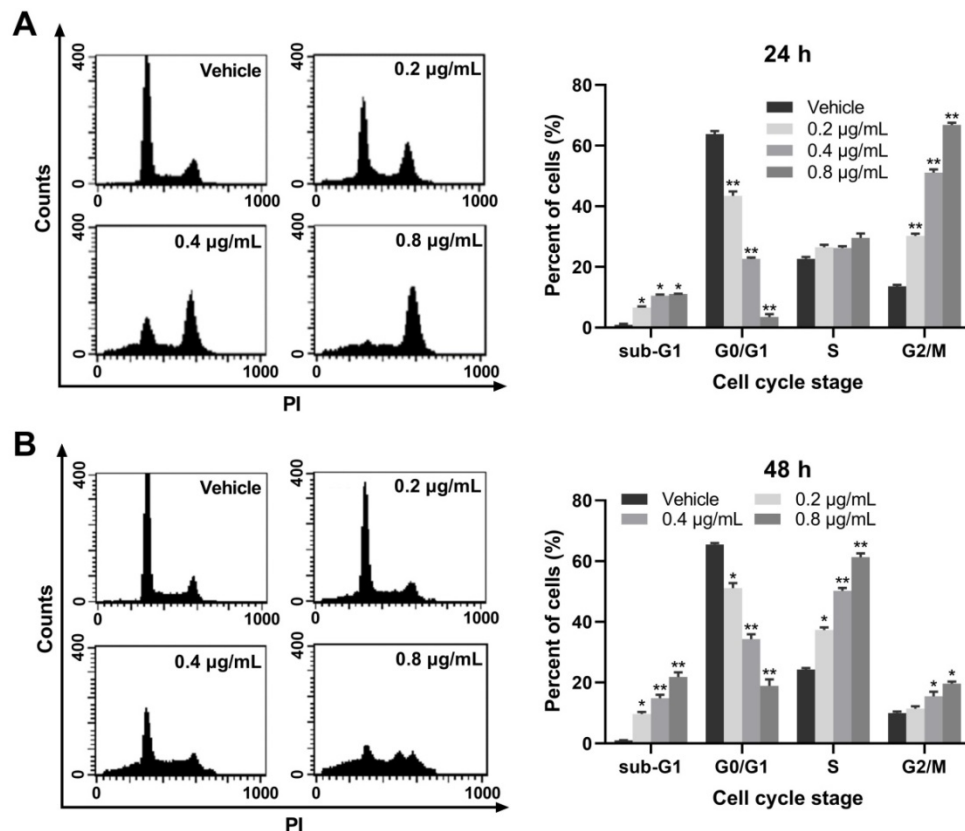 A
400
0
Vehicle
0
1000
400
0
0.2 µg/mL
0
1000
400
0
0.4 µg/mL
0
1000
400
0
0.8 µg/mL
0
1000
Counts
PI
24 h
Percent of cells (%)
80
60
40
20
0
Vehicle
0.2 µg/mL
0.4 µg/mL
0.8 µg/mL
* * *
** ** **
** ** **
sub-G1 G0/G1 S G2/M
Cell cycle stage
B
400
0
Vehicle
0
1000
400
0
0.2 µg/mL
0
1000
400
0
0.4 µg/mL
0
1000
400
0
0.8 µg/mL
0
1000
Counts
PI
48 h
Percent of cells (%)
80
60
40
20
0
Vehicle 0.2 µg/mL
0.4 µg/mL 0.8 µg/mL
* ** **
* ** **
* ** **
* *
sub-G1 G0/G1 S G2/M
Cell cycle stage